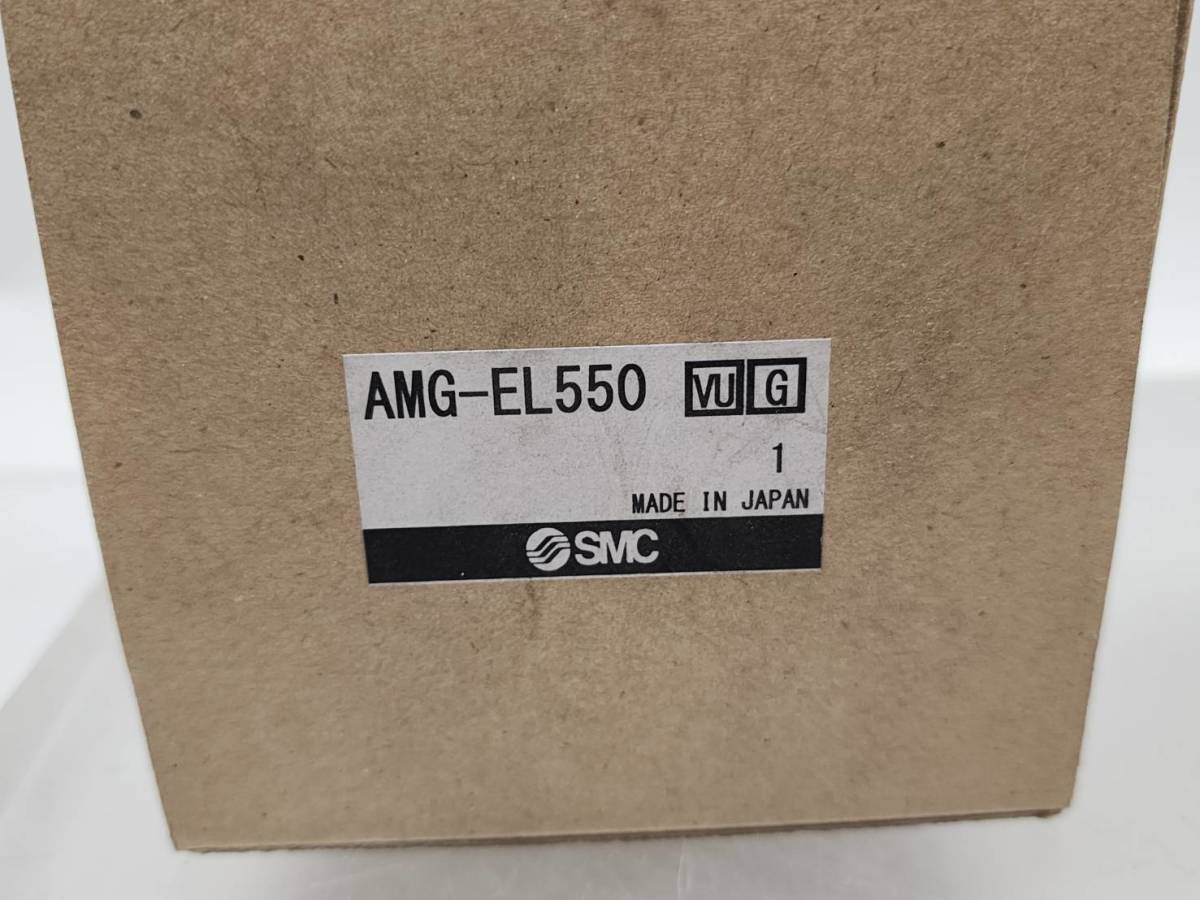 AMG-EL550 VU G
1
MADE IN JAPAN
SMC